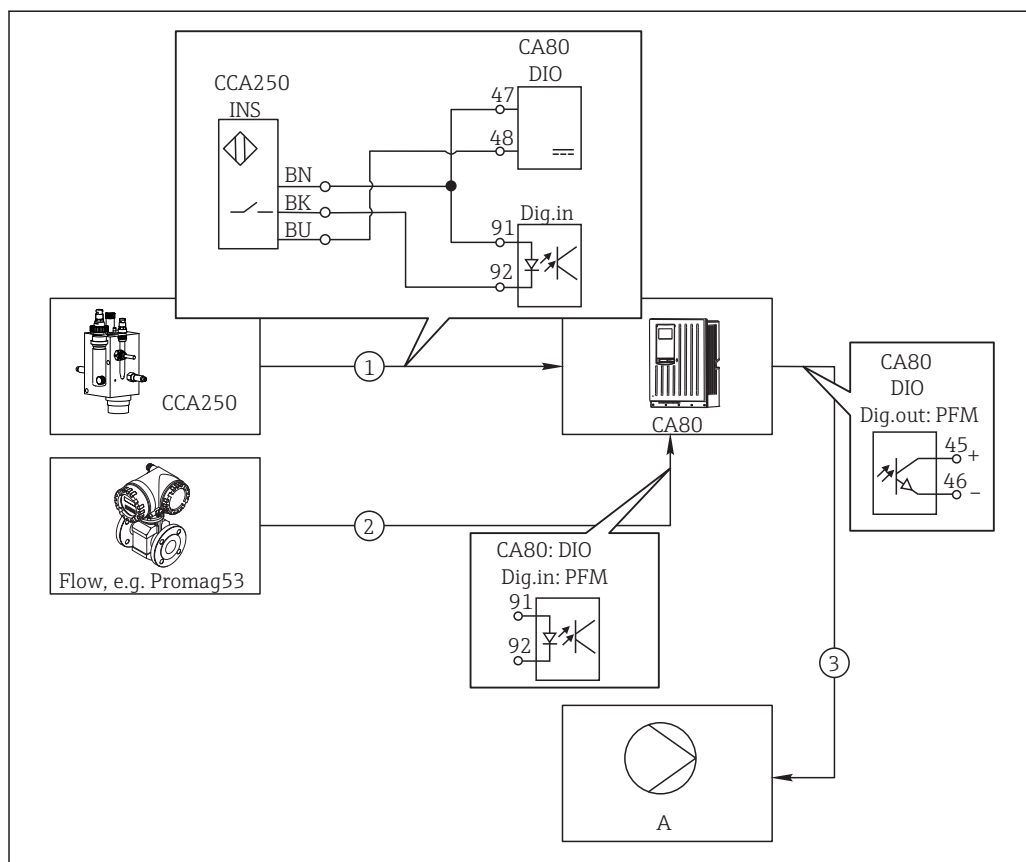 CCA250
INS
BN
BK
BU
CA80
DIO
47
48
Dig.in
91
92
CCA250
1
CA80
CA80
DIO
Dig.out: PFM
45 +
46 −
Flow, e.g. Promag53
2
CA80: DIO
Dig.in: PFM
91
92
3
A